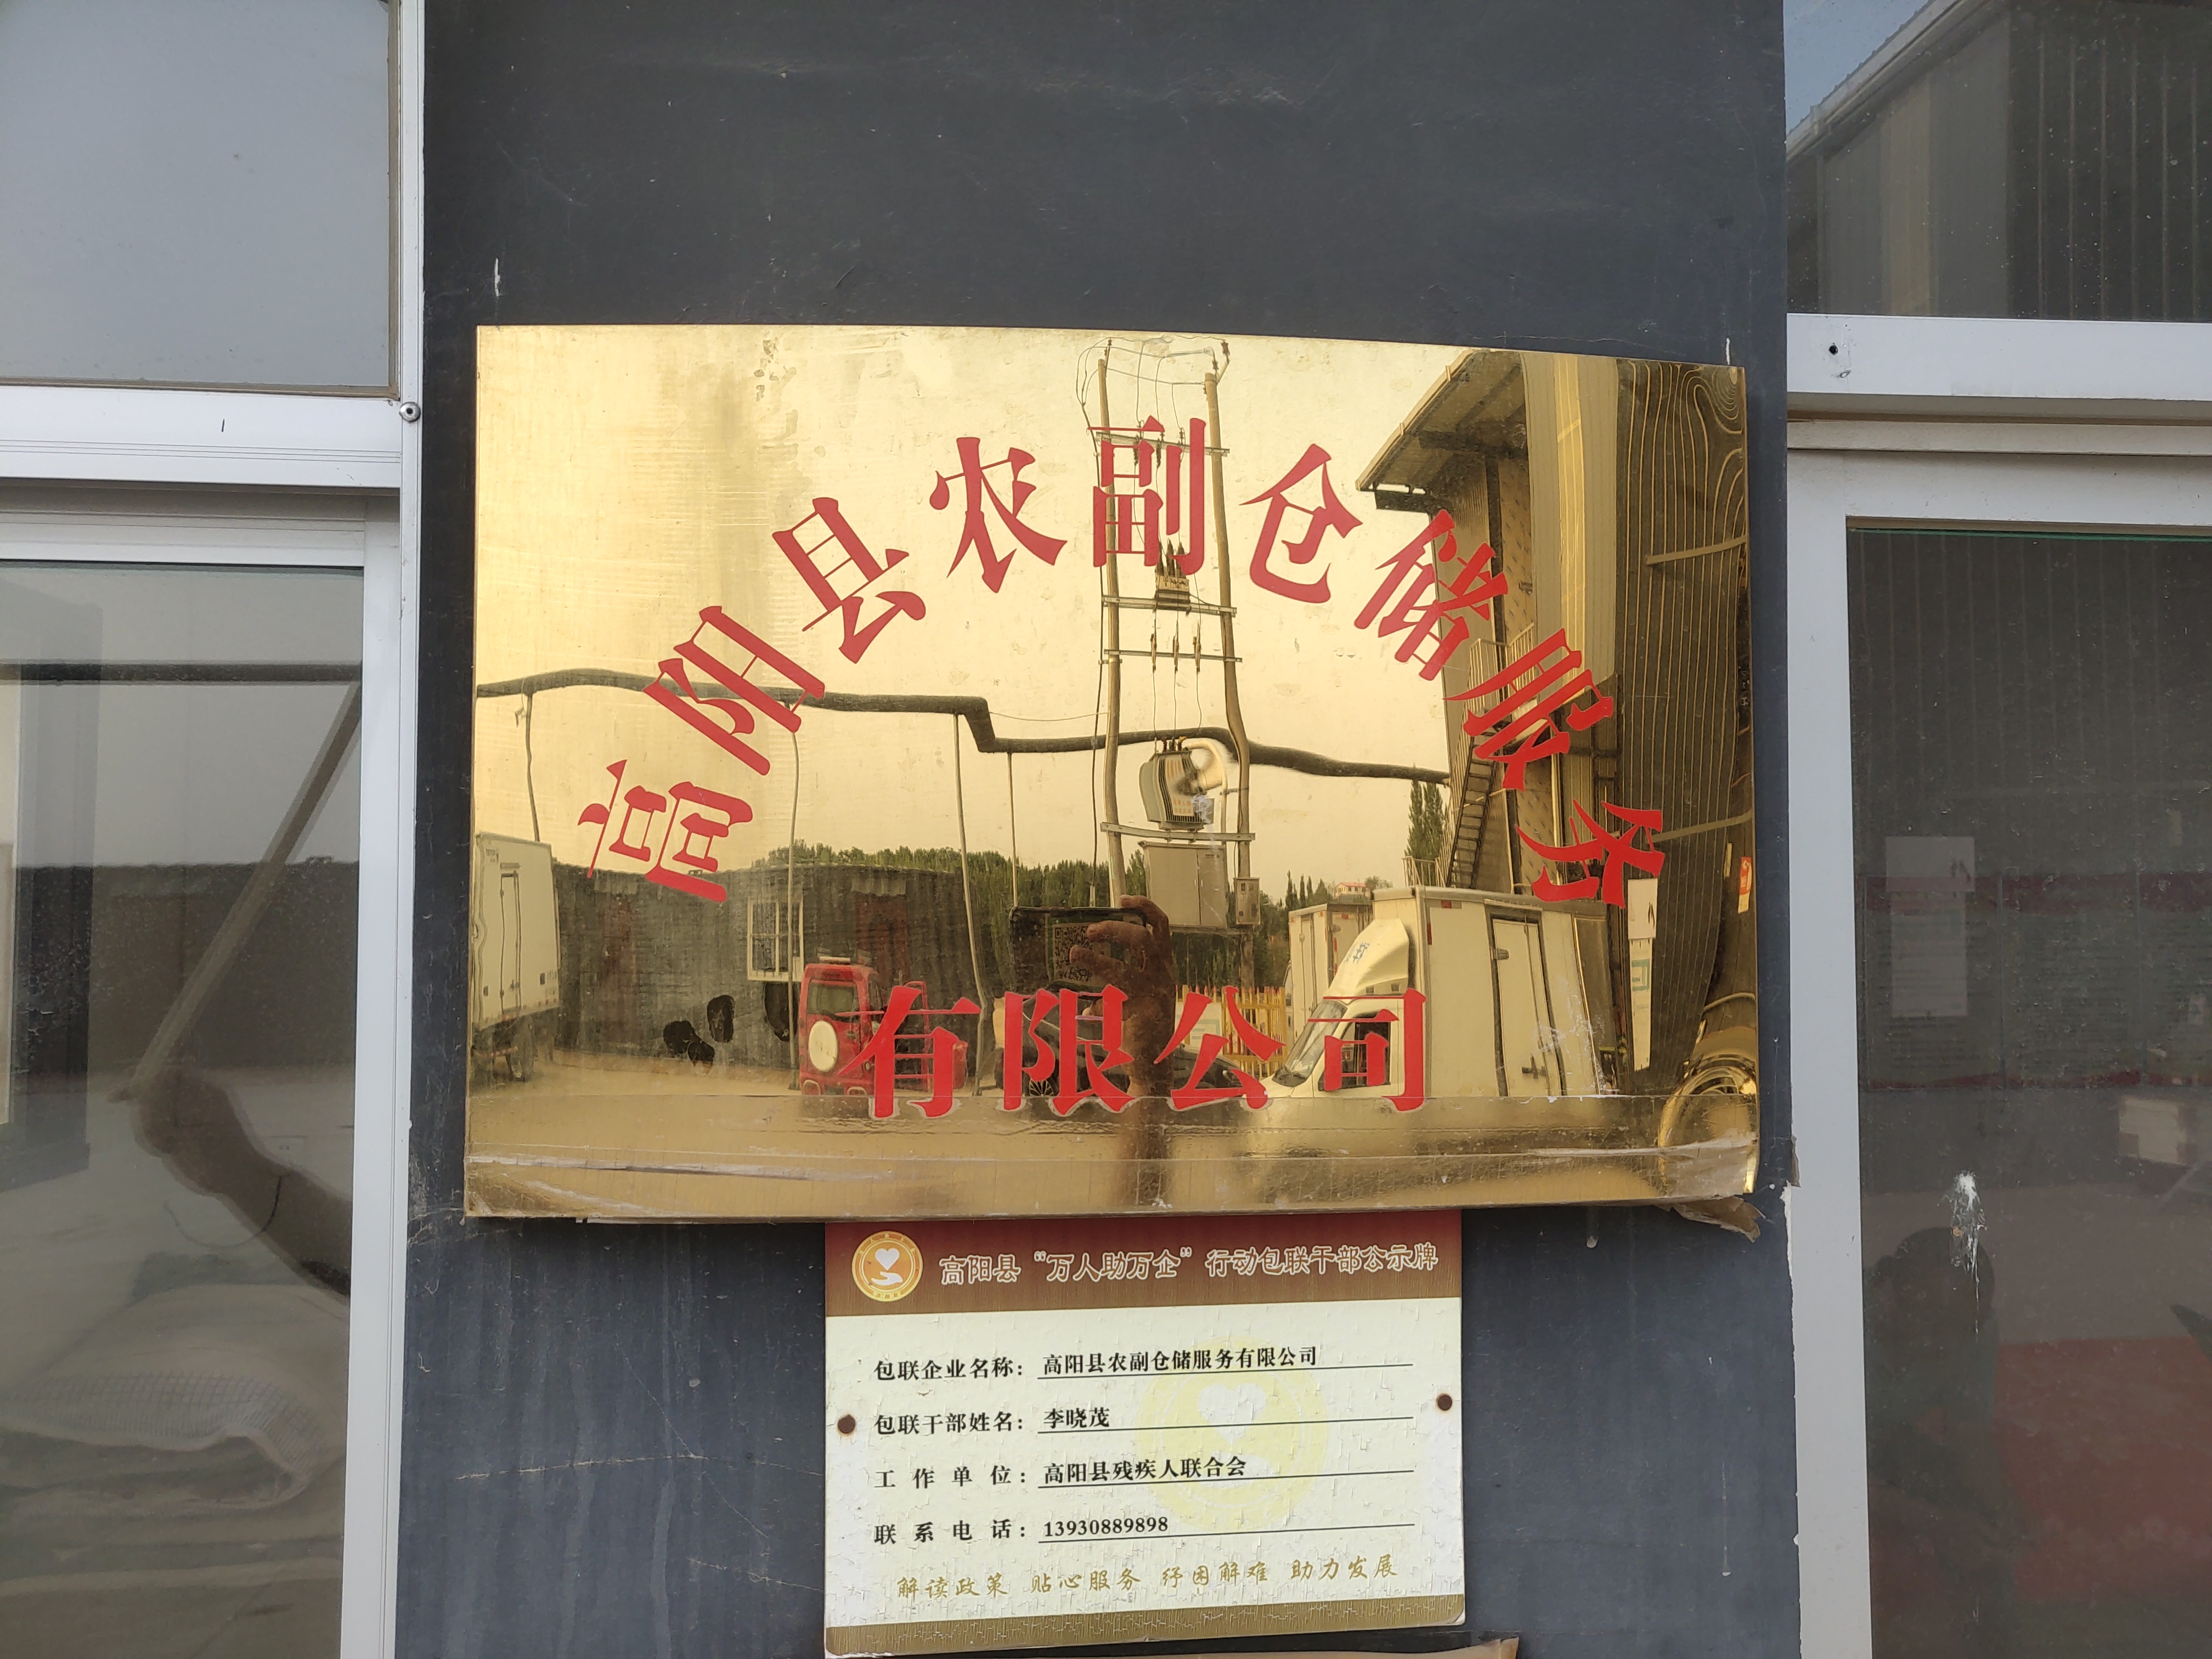 高阳县农副仓储服务
有限公司
高阳县“万人助万企”行动包联干部公示牌
包联企业名称：高阳县农副仓储服务有限公司
包联干部姓名：李晓茂
工作单位：高阳县残疾人联合会
联系电话：13930889898
解读政策 贴心服务 纾困解难 助力发展